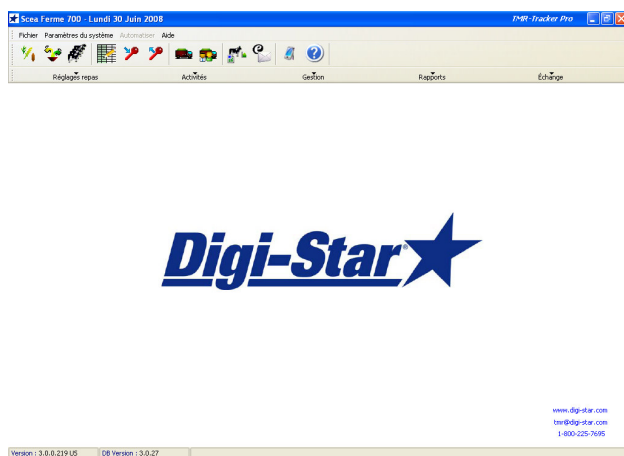 Scea Ferme 700 - Lundi 30 Juin 2008 TMR-Tracker Pro
Fichier Paramètres du système Automatiser Aide
Réglages repas Activités Gestion Rapports Échange
Digi-Star
www.digi-star.com
tmr@digi-star.com
1-800-225-7695
Version : 3.0.0.219 US DB Version : 3.0.27